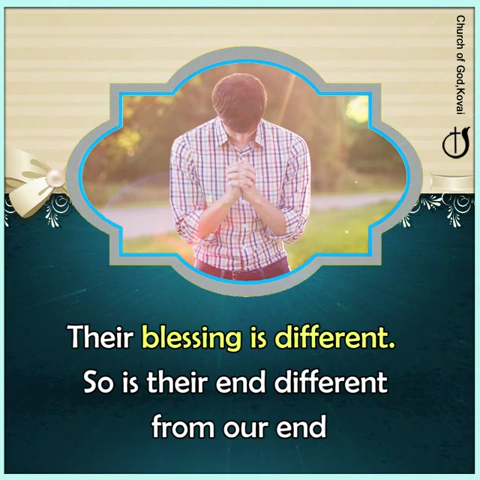 Church of God,Kovai
Their blessing is different.
So is their end different
from our end